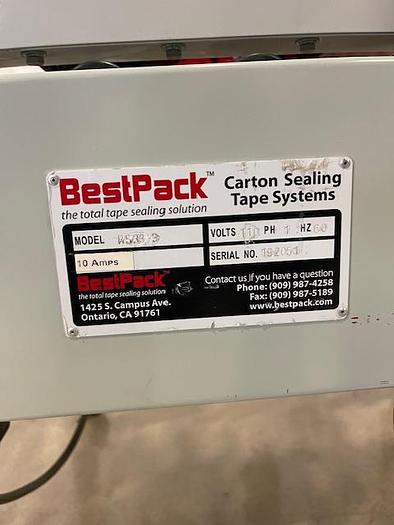 BestPack™ Carton Sealing
Tape Systems
the total tape sealing solution
MODEL
VOLTS 110 PH 1 HZ 60
10 Amps
SERIAL NO.
BestPack™
the total tape sealing solution
1425 S. Campus Ave.
Ontario, CA 91761
Contact us if you have a question
Phone: (909) 987-4258
Fax: (909) 987-5189
www.bestpack.com